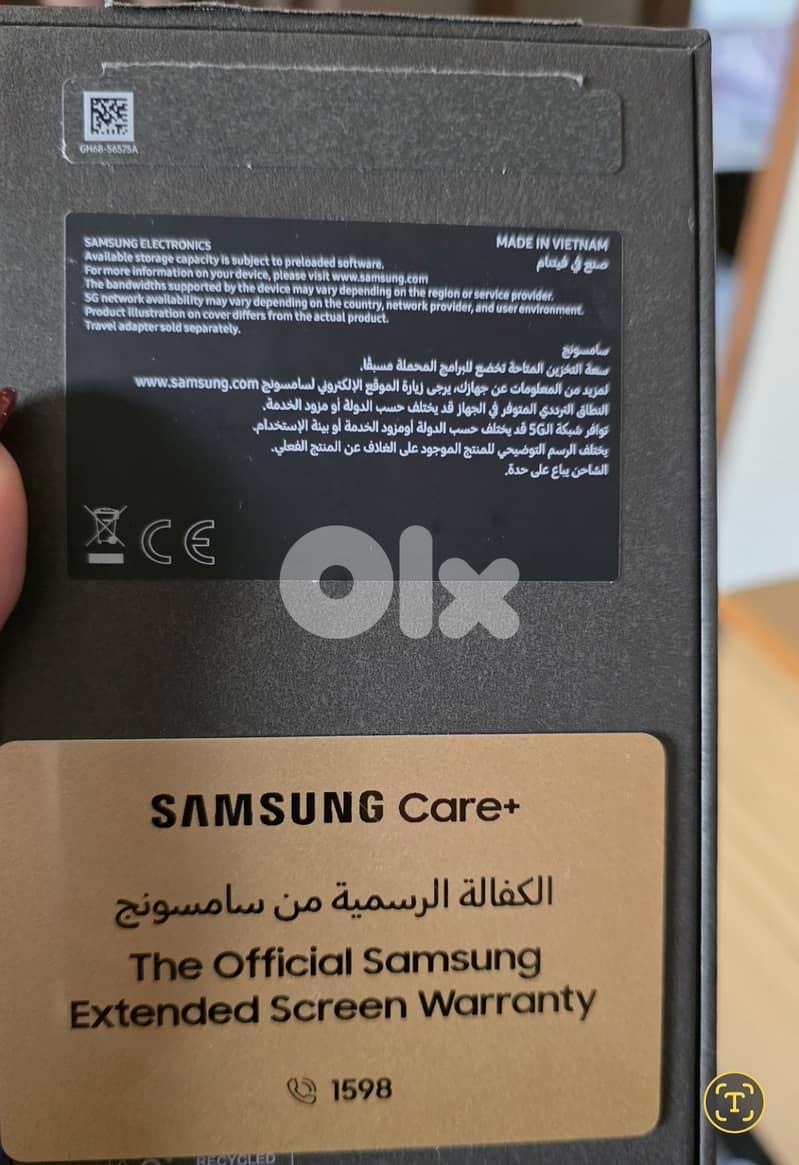 GH68-56575A
SAMSUNG ELECTRONICS
Available storage capacity is subject to preloaded software.
For more information on your device, please visit www.samsung.com
The bandwidths supported by the device may vary depending on the region or service provider.
5G network availability may vary depending on the country, network provider, and user environment.
Product illustration on cover differs from the actual product.
Travel adapter sold separately.
MADE IN VIETNAM
صنع في فيتنام
سامسونج
سعة التخزين المتاحة تخضع للبرامج المحملة مسبقًا.
لمزيد من المعلومات عن جهازك، يرجى زيارة الموقع الإلكتروني لسامسونج www.samsung.com
النطاق الترددي المتوفر في الجهاز قد يختلف حسب الدولة أو مزود الخدمة.
توافر شبكة الـ5G قد يختلف حسب الدولة أومزود الخدمة أو بيئة الإستخدام.
يختلف الرسم التوضيحي للمنتج الموجود على الغلاف عن المنتج الفعلي.
الشاحن يباع على حدة.
CE
olx
SAMSUNG Care+
الكفالة الرسمية من سامسونج
The Official Samsung
Extended Screen Warranty
1598
RECYCLED
T